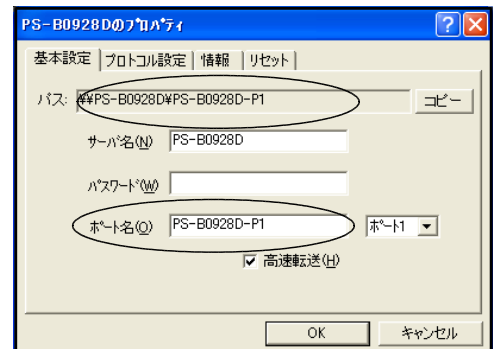 PS-B0928Dのﾌﾟﾛﾊﾟﾃｨ
基本設定 プロトコル設定 情報 リセット
パス: ¥¥PS-B0928D¥PS-B0928D-P1 コピー
サーバ名(N) PS-B0928D
パスワード(W)
ポート名(O) PS-B0928D-P1 ポート1
高速転送(H)
OK キャンセル